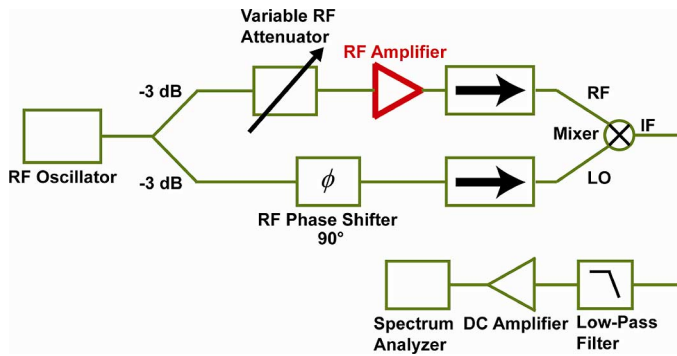 Variable RF
Attenuator
RF Amplifier
-3 dB
RF
Mixer
IF
RF Oscillator
-3 dB
ϕ
LO
RF Phase Shifter
90°
Spectrum
Analyzer
DC Amplifier
Low-Pass
Filter